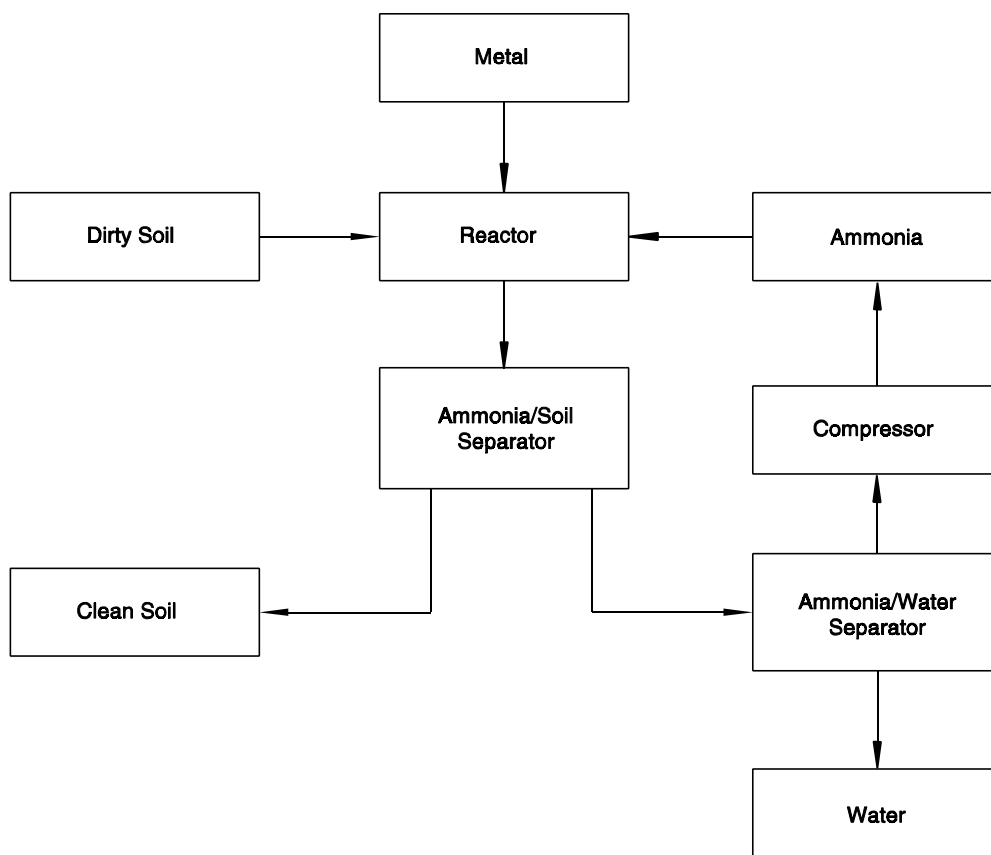 Metal
Dirty Soil
Reactor
Ammonia
Ammonia/Soil
Separator
Compressor
Clean Soil
Ammonia/Water
Separator
Water